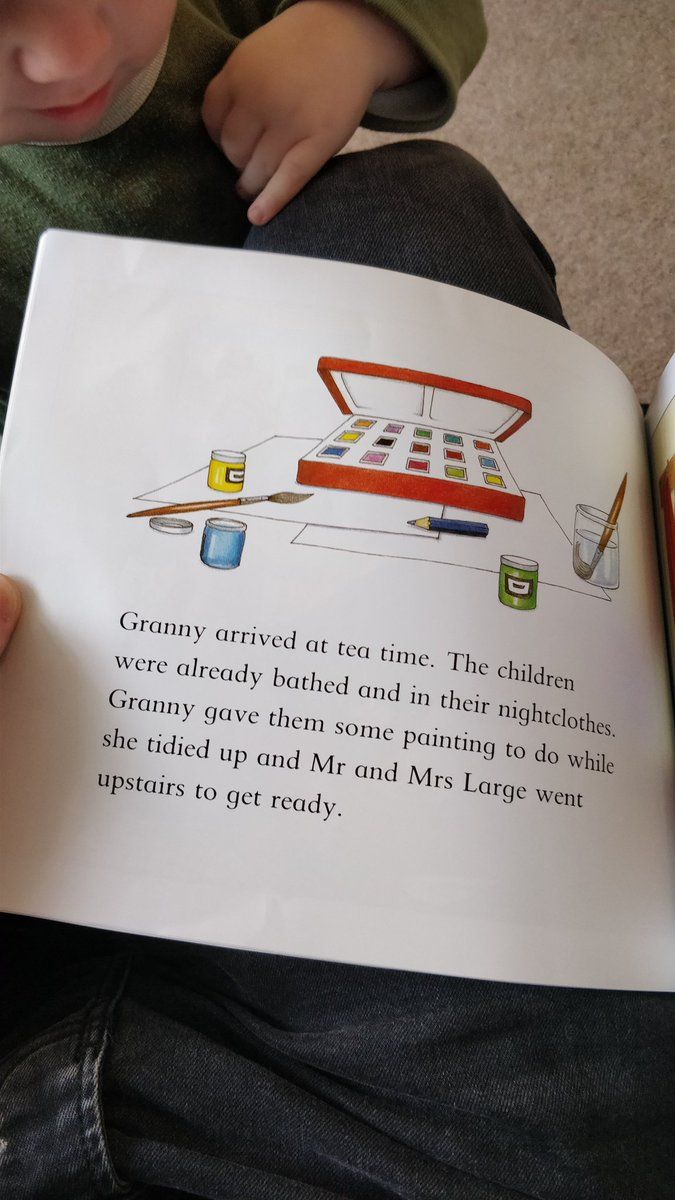 Granny arrived at tea time. The children
were already bathed and in their nightclothes.
Granny gave them some painting to do while
she tidied up and Mr and Mrs Large went
upstairs to get ready.